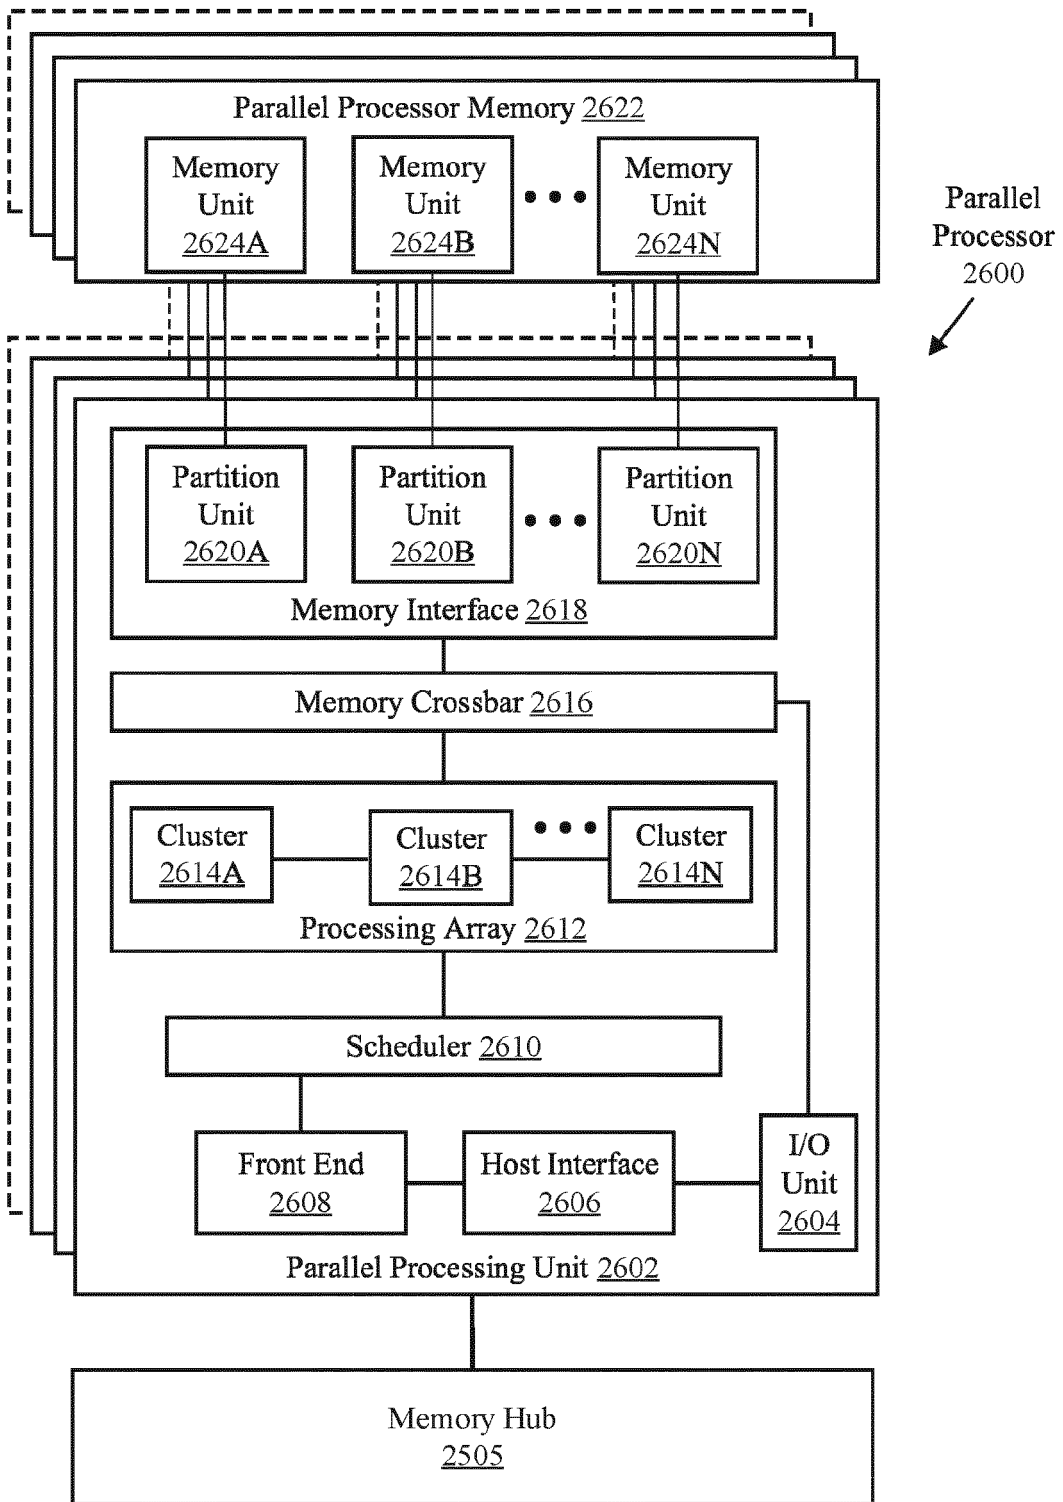 Parallel Processor Memory 2622
Memory
Unit
2624A
Memory
Unit
2624B
Memory
Unit
2624N
Parallel
Processor
2600
Partition
Unit
2620A
Partition
Unit
2620B
Partition
Unit
2620N
Memory Interface 2618
Memory Crossbar 2616
Cluster
2614A
Cluster
2614B
Cluster
2614N
Processing Array 2612
Scheduler 2610
Front End
2608
Host Interface
2606
I/O
Unit
2604
Parallel Processing Unit 2602
Memory Hub
2505